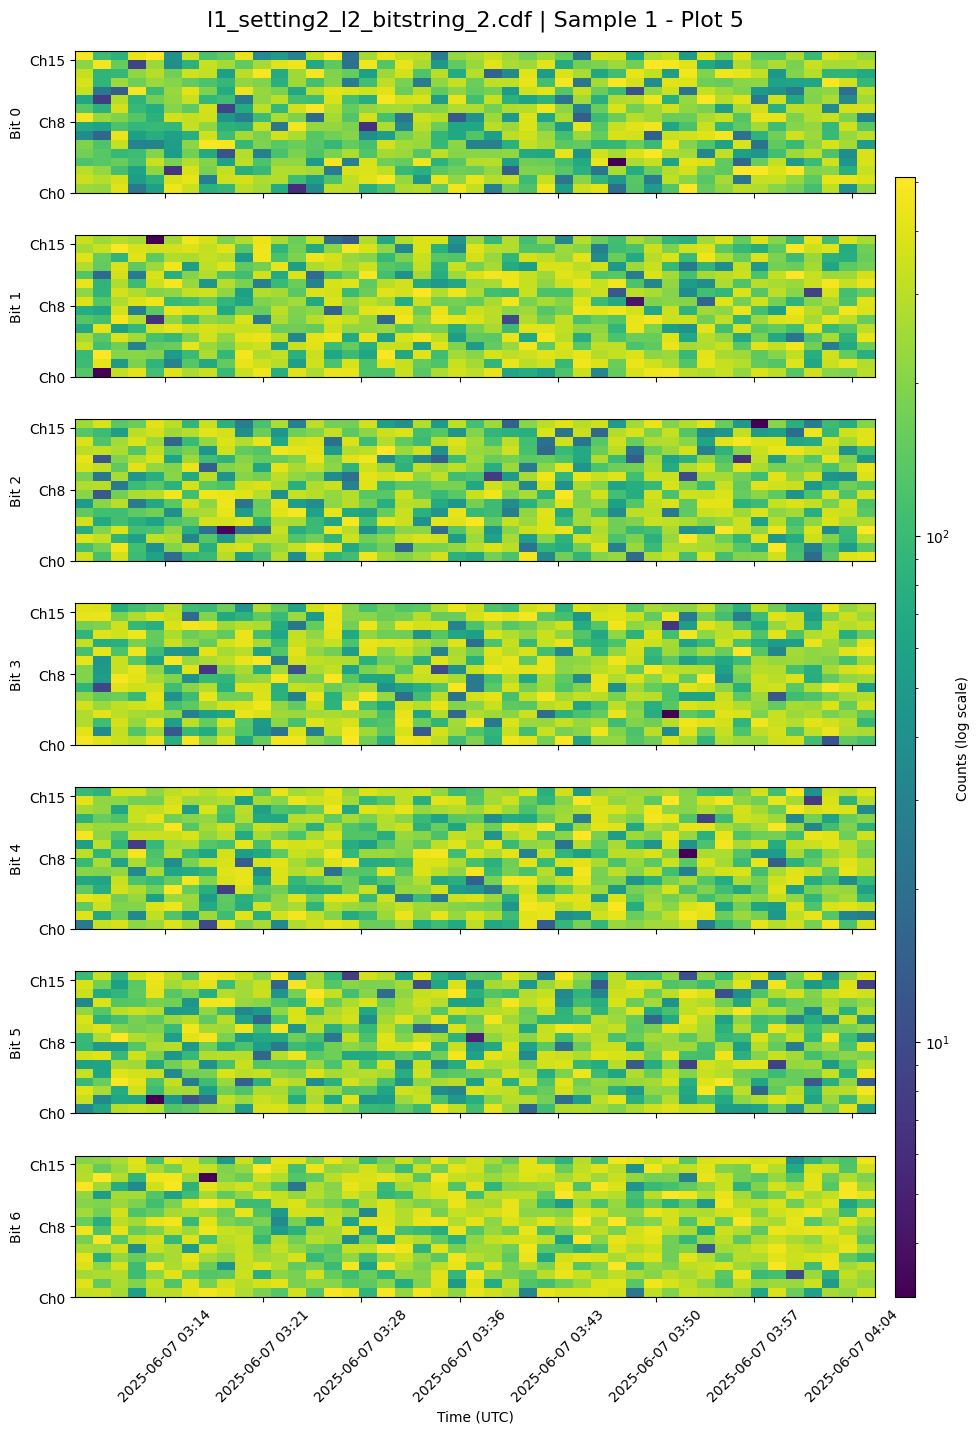 l1_setting2_l2_bitstring_2.cdf | Sample 1 - Plot 5
Bit 0
Ch15
Ch8
Ch0
Bit 1
Ch15
Ch8
Ch0
Bit 2
Ch15
Ch8
Ch0
Bit 3
Ch15
Ch8
Ch0
Bit 4
Ch15
Ch8
Ch0
Bit 5
Ch15
Ch8
Ch0
Bit 6
Ch15
Ch8
Ch0
2025-06-07 03:14
2025-06-07 03:21
2025-06-07 03:28
2025-06-07 03:36
2025-06-07 03:43
2025-06-07 03:50
2025-06-07 03:57
2025-06-07 04:04
Time (UTC)
10²
10¹
Counts (log scale)